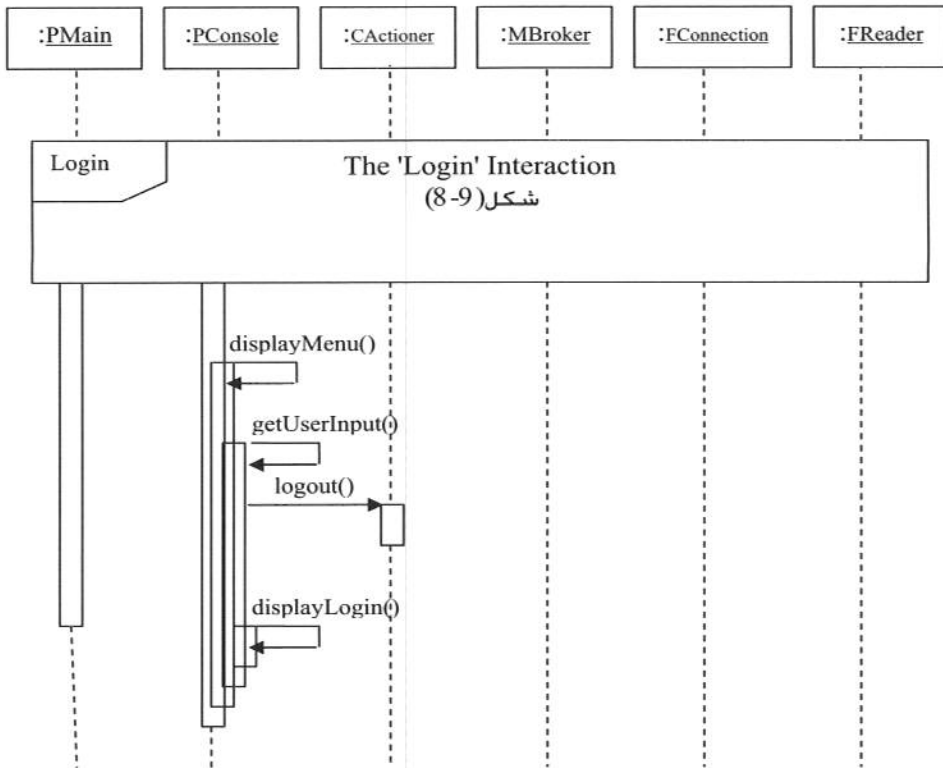 :PMain
:PConsole
:CActioner
:MBroker
:FConnection
:FReader
Login
The 'Login' Interaction
شكل(9-8)
displayMenu()
getUserInput()
logout()
displayLogin()